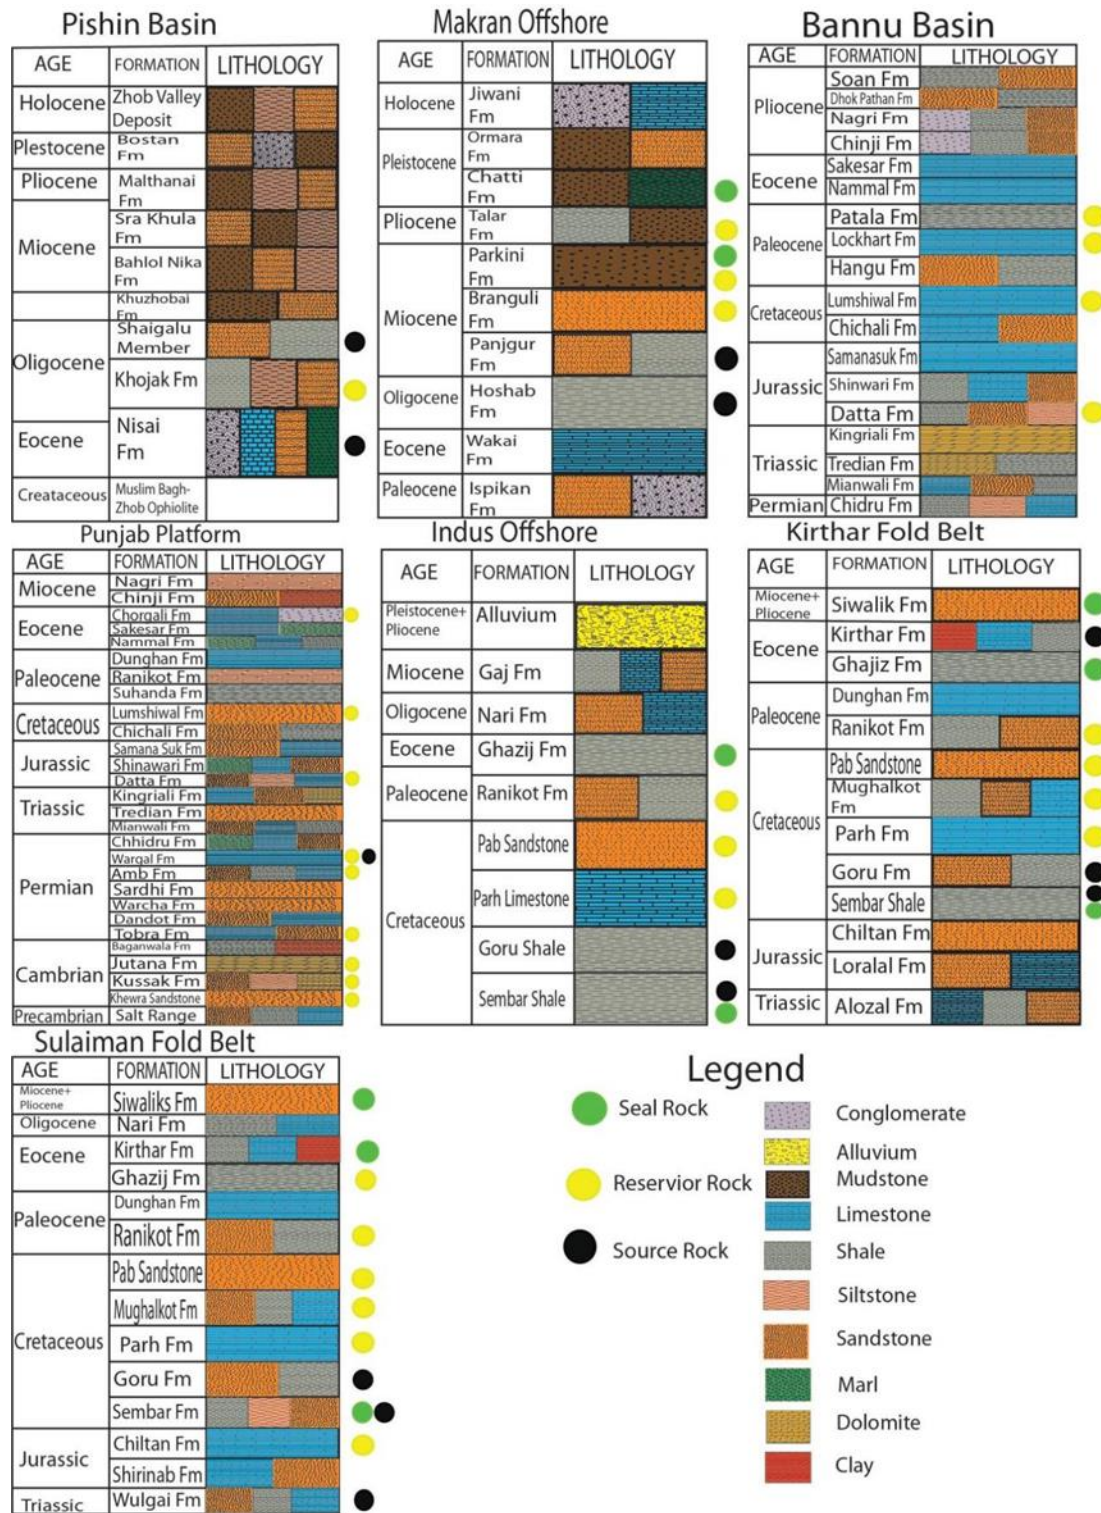 Pishin Basin
AGE FORMATION LITHOLOGY
Holocene Zhob Valley
Deposit
Plestocene Bostan
Fm
Pliocene Malthanai
Fm
Miocene Sra Khula
Fm
Bahlol Nika
Fm
Khuzhobai
Fm
Oligocene Shaigalu
Member
Khojak Fm
Eocene Nisai
Fm
Creataceous Muslim Bagh-
Zhob Ophiolite
Makran Offshore
AGE FORMATION LITHOLOGY
Holocene Jiwani
Fm
Pleistocene Ormara
Fm
Chatti
Fm
Pliocene Talar
Fm
Miocene Parkini
Fm
Branguli
Fm
Panjgur
Fm
Oligocene Hoshab
Fm
Eocene Wakai
Fm
Paleocene Ispikan
Fm
Bannu Basin
AGE FORMATION LITHOLOGY
Pliocene Soan Fm
Dhok Pathan Fm
Nagri Fm
Chinji Fm
Eocene Sakesar Fm
Nammal Fm
Paleocene Patala Fm
Lockhart Fm
Hangu Fm
Cretaceous Lumshiwal Fm
Chichali Fm
Jurassic Samanasuk Fm
Shinwari Fm
Datta Fm
Triassic Kingriali Fm
Tredian Fm
Mianwali Fm
Permian Chidru Fm
Punjab Platform
AGE FORMATION LITHOLOGY
Miocene Nagri Fm
Chinji Fm
Eocene Chorgali Fm
Sakesar Fm
Nammal Fm
Paleocene Dunghan Fm
Ranikot Fm
Suhanda Fm
Cretaceous Lumshiwal Fm
Chichali Fm
Jurassic Samana Suk Fm
Shinawari Fm
Datta Fm
Triassic Kingriali Fm
Tredian Fm
Mianwali Fm
Permian Chhidru Fm
Wargal Fm
Amb Fm
Sardhi Fm
Warcha Fm
Dandot Fm
Tobra Fm
Cambrian Baganwala Fm
Jutana Fm
Kussak Fm
Khewra Sandstone
Precambrian Salt Range
Indus Offshore
AGE FORMATION LITHOLOGY
Pleistocene+
Pliocene Alluvium
Miocene Gaj Fm
Oligocene Nari Fm
Eocene Ghazij Fm
Paleocene Ranikot Fm
Cretaceous Pab Sandstone
Parh Limestone
Goru Shale
Sembar Shale
Kirthar Fold Belt
AGE FORMATION LITHOLOGY
Miocene+
Pliocene Siwalik Fm
Eocene Kirthar Fm
Ghajiz Fm
Paleocene Dunghan Fm
Ranikot Fm
Cretaceous Pab Sandstone
Mughalkot
Fm
Parh Fm
Goru Fm
Sembar Shale
Jurassic Chiltan Fm
Loralal Fm
Triassic Alozal Fm
Sulaiman Fold Belt
AGE FORMATION LITHOLOGY
Miocene+
Pliocene Siwaliks Fm
Oligocene Nari Fm
Eocene Kirthar Fm
Ghazij Fm
Paleocene Dunghan Fm
Ranikot Fm
Cretaceous Pab Sandstone
Mughalkot Fm
Parh Fm
Goru Fm
Sembar Fm
Jurassic Chiltan Fm
Shirinab Fm
Triassic Wulgai Fm
Legend
Seal Rock
Reservior Rock
Source Rock
Conglomerate
Alluvium
Mudstone
Limestone
Shale
Siltstone
Sandstone
Marl
Dolomite
Clay